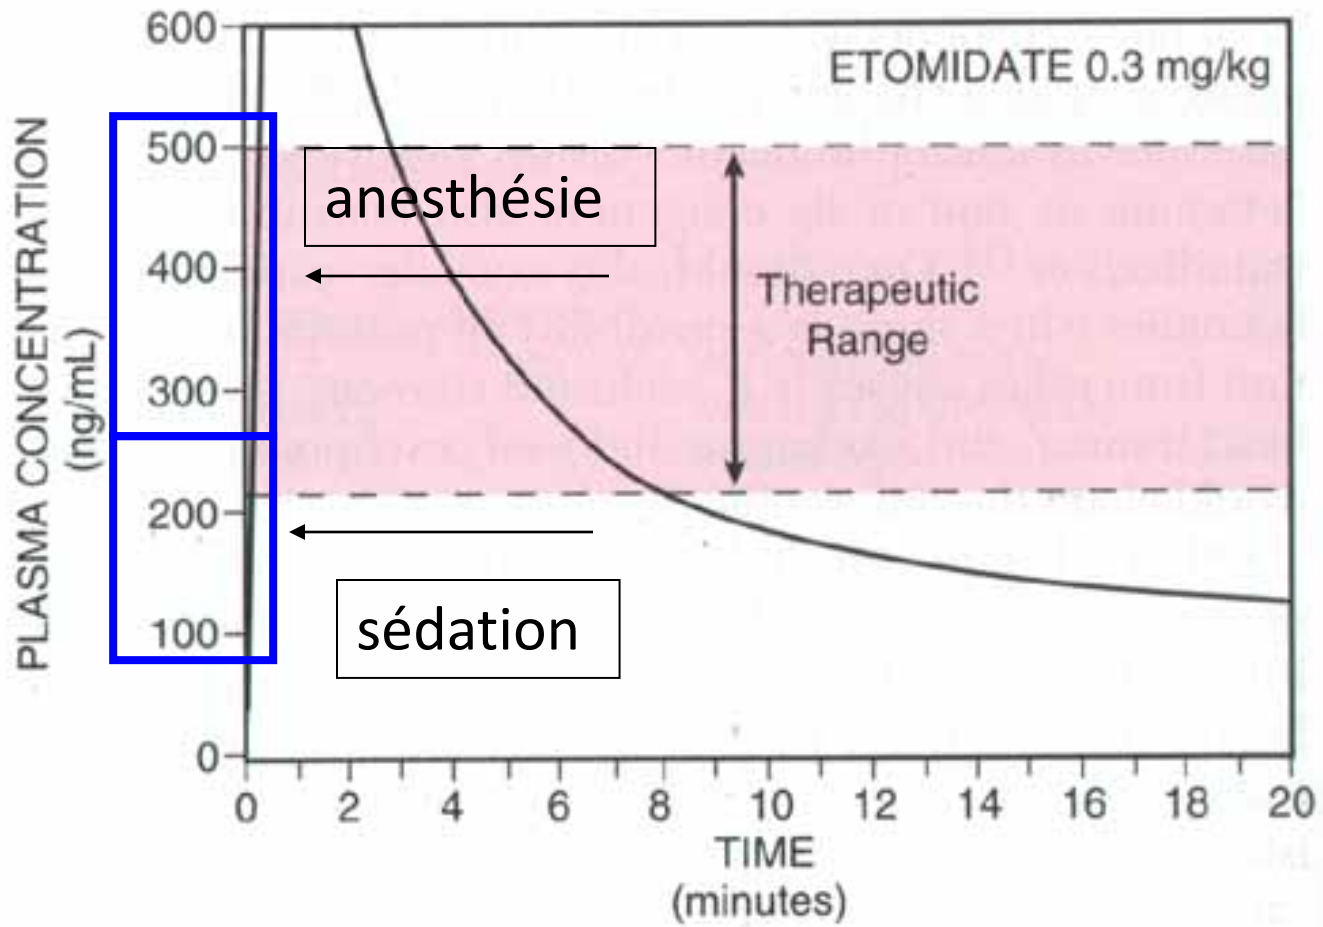 600
500
400
300
200
100
0
PLASMA CONCENTRATION
(ng/mL)
ETOMIDATE 0.3 mg/kg
anesthésie
Therapeutic
Range
sédation
0 2 4 6 8 10 12 14 16 18 20
TIME
(minutes)